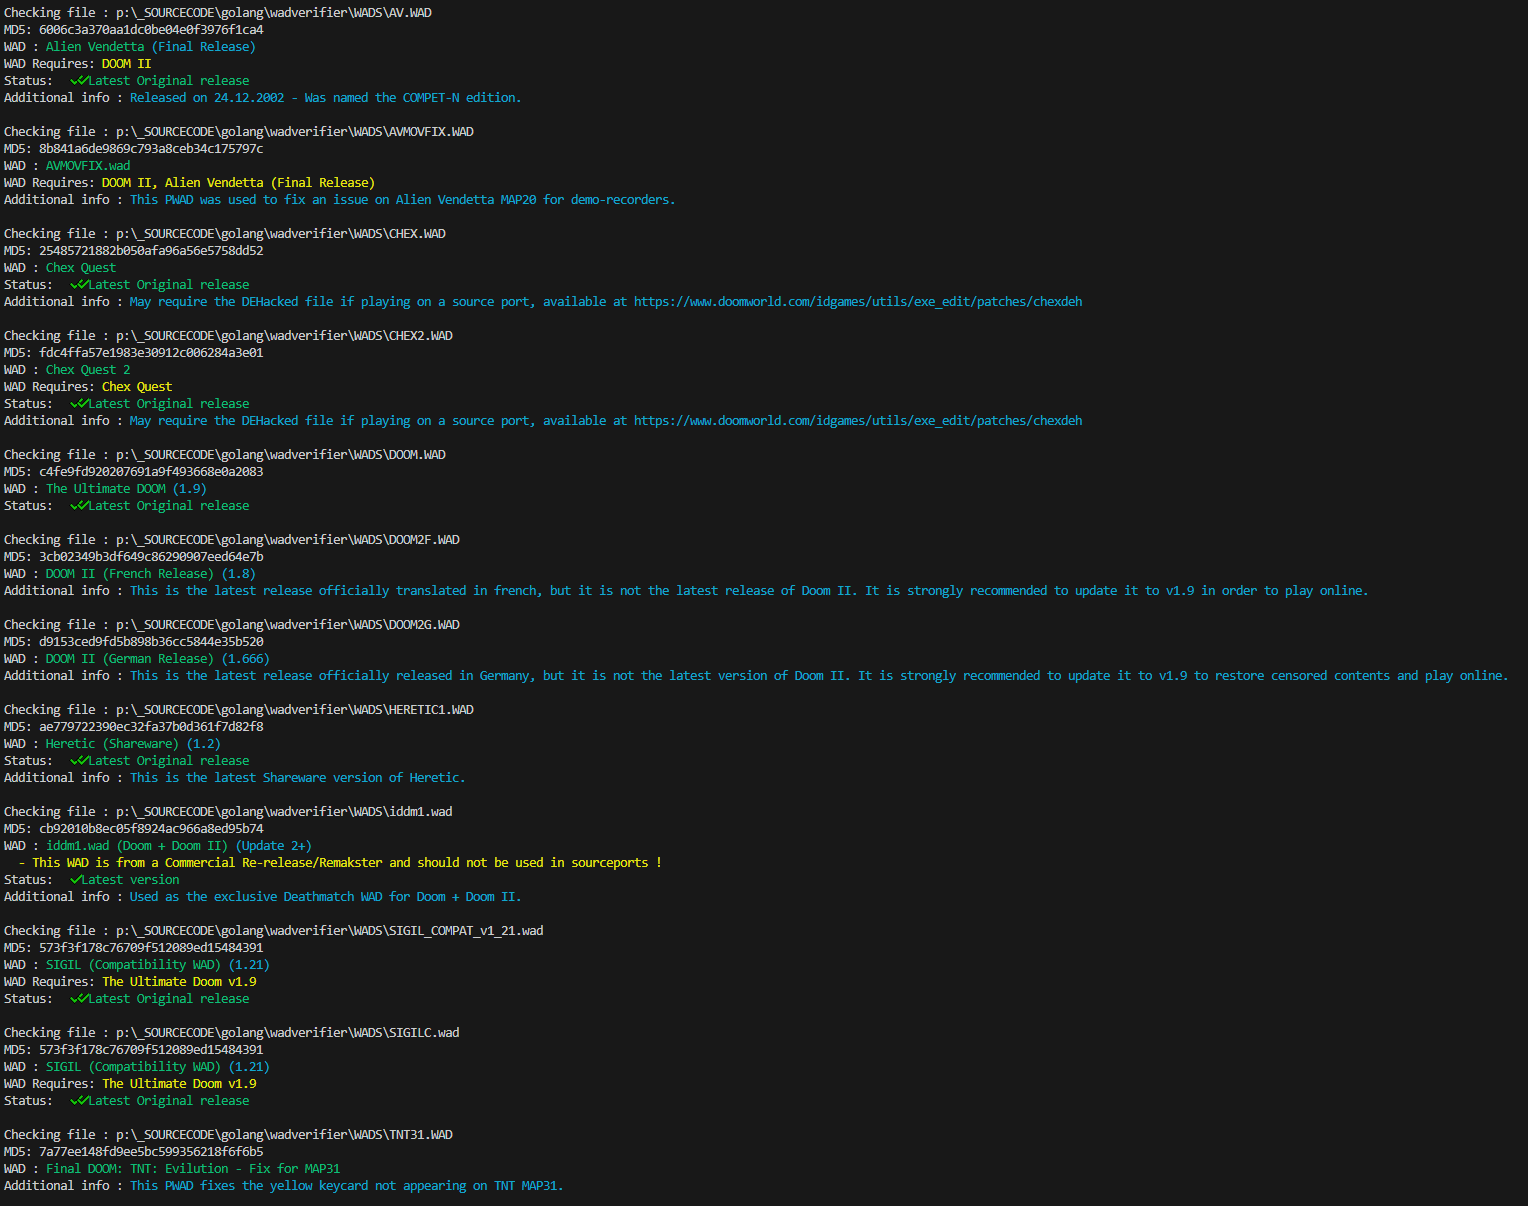 Checking file : p:\_SOURCECODE\golang\wadverifier\WADS\AV.WAD
MD5: 6006c3a370aa1dc0be04e0f3976f1ca4
WAD : Alien Vendetta (Final Release)
WAD Requires: DOOM II
Status:  ✓✓Latest Original release
Additional info : Released on 24.12.2002 - Was named the COMPET-N edition.

Checking file : p:\_SOURCECODE\golang\wadverifier\WADS\AVMOVFIX.WAD
MD5: 8b841a6de9869c793a8ceb34c175797c
WAD : AVMOVFIX.wad
WAD Requires: DOOM II, Alien Vendetta (Final Release)
Additional info : This PWAD was used to fix an issue on Alien Vendetta MAP20 for demo-recorders.

Checking file : p:\_SOURCECODE\golang\wadverifier\WADS\CHEX.WAD
MD5: 25485721882b050afa96a56e5758dd52
WAD : Chex Quest
Status:  ✓✓Latest Original release
Additional info : May require the DEHacked file if playing on a source port, available at https://www.doomworld.com/idgames/utils/exe_edit/patches/chexdeh

Checking file : p:\_SOURCECODE\golang\wadverifier\WADS\CHEX2.WAD
MD5: fdc4ffa57e1983e30912c006284a3e01
WAD : Chex Quest 2
WAD Requires: Chex Quest
Status:  ✓✓Latest Original release
Additional info : May require the DEHacked file if playing on a source port, available at https://www.doomworld.com/idgames/utils/exe_edit/patches/chexdeh

Checking file : p:\_SOURCECODE\golang\wadverifier\WADS\DOOM.WAD
MD5: c4fe9fd920207691a9f493668e0a2083
WAD : The Ultimate DOOM (1.9)
Status:  ✓✓Latest Original release

Checking file : p:\_SOURCECODE\golang\wadverifier\WADS\DOOM2F.WAD
MD5: 3cb02349b3df649c86290907eed64e7b
WAD : DOOM II (French Release) (1.8)
Additional info : This is the latest release officially translated in french, but it is not the latest release of Doom II. It is strongly recommended to update it to v1.9 in order to play online.

Checking file : p:\_SOURCECODE\golang\wadverifier\WADS\DOOM2G.WAD
MD5: d9153ced9fd5b898b36cc5844e35b520
WAD : DOOM II (German Release) (1.666)
Additional info : This is the latest release officially released in Germany, but it is not the latest version of Doom II. It is strongly recommended to update it to v1.9 to restore censored contents and play online.

Checking file : p:\_SOURCECODE\golang\wadverifier\WADS\HERETIC1.WAD
MD5: ae779722390ec32fa37b0d361f7d82f8
WAD : Heretic (Shareware) (1.2)
Status:  ✓✓Latest Original release
Additional info : This is the latest Shareware version of Heretic.

Checking file : p:\_SOURCECODE\golang\wadverifier\WADS\iddm1.wad
MD5: cb92010b8ec05f8924ac966a8ed95b74
WAD : iddm1.wad (Doom + Doom II) (Update 2+)
  - This WAD is from a Commercial Re-release/Remakster and should not be used in sourceports !
Status:  ✓Latest version
Additional info : Used as the exclusive Deathmatch WAD for Doom + Doom II.

Checking file : p:\_SOURCECODE\golang\wadverifier\WADS\SIGIL_COMPAT_v1_21.wad
MD5: 573f3f178c76709f512089ed15484391
WAD : SIGIL (Compatibility WAD) (1.21)
WAD Requires: The Ultimate Doom v1.9
Status:  ✓✓Latest Original release

Checking file : p:\_SOURCECODE\golang\wadverifier\WADS\SIGILC.wad
MD5: 573f3f178c76709f512089ed15484391
WAD : SIGIL (Compatibility WAD) (1.21)
WAD Requires: The Ultimate Doom v1.9
Status:  ✓✓Latest Original release

Checking file : p:\_SOURCECODE\golang\wadverifier\WADS\TNT31.WAD
MD5: 7a77ee148fd9ee5bc599356218f6f6b5
WAD : Final DOOM: TNT: Evilution - Fix for MAP31
Additional info : This PWAD fixes the yellow keycard not appearing on TNT MAP31.